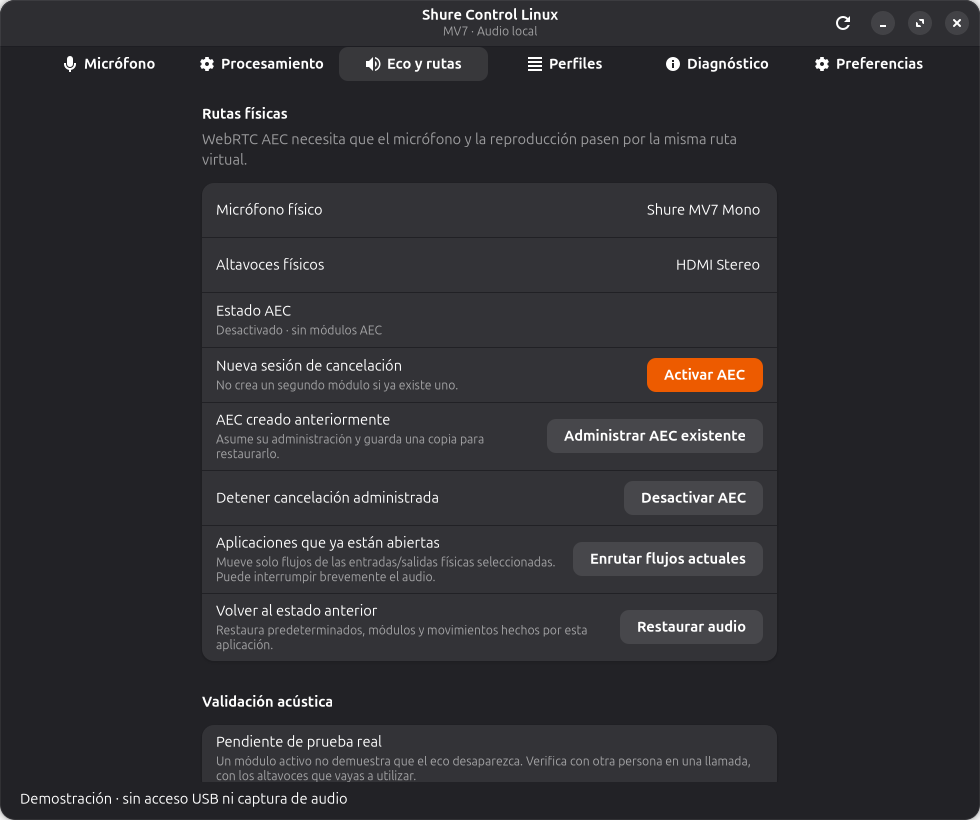 Shure Control Linux
MV7 · Audio local
Micrófono
Procesamiento
Eco y rutas
Perfiles
Diagnóstico
Preferencias
Rutas físicas
WebRTC AEC necesita que el micrófono y la reproducción pasen por la misma ruta
virtual.
Micrófono físico
Shure MV7 Mono
Altavoces físicos
HDMI Stereo
Estado AEC
Desactivado · sin módulos AEC
Nueva sesión de cancelación
No crea un segundo módulo si ya existe uno.
Activar AEC
AEC creado anteriormente
Asume su administración y guarda una copia para
restaurarlo.
Administrar AEC existente
Detener cancelación administrada
Desactivar AEC
Aplicaciones que ya están abiertas
Mueve solo flujos de las entradas/salidas físicas seleccionadas.
Puede interrumpir brevemente el audio.
Enrutar flujos actuales
Volver al estado anterior
Restaura predeterminados, módulos y movimientos hechos por esta
aplicación.
Restaurar audio
Validación acústica
Pendiente de prueba real
Un módulo activo no demuestra que el eco desaparezca. Verifica con otra persona en una llamada,
con los altavoces que vayas a utilizar.
Demostración · sin acceso USB ni captura de audio